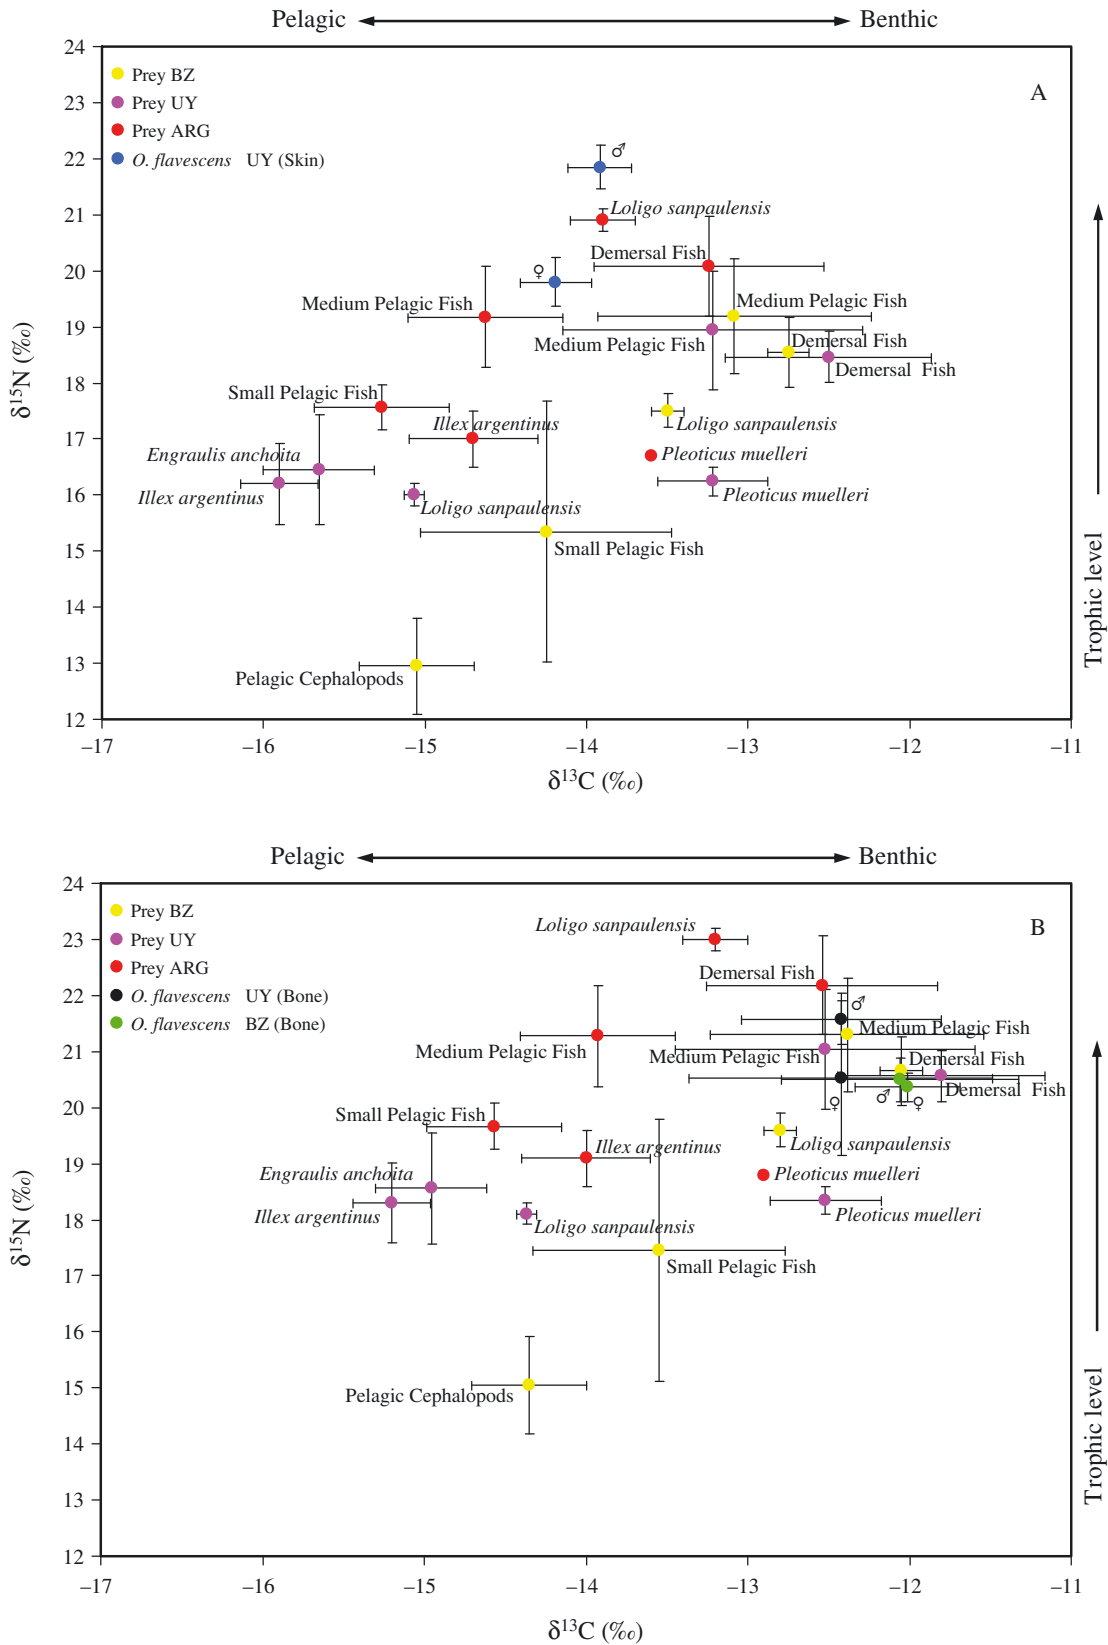 Pelagic Benthic
24
23
22
21
20
19
18
17
16
15
14
13
12
δ15N (‰)
A
Prey BZ
Prey UY
Prey ARG
O. flavescens UY (Skin)
♂
Loligo sanpaulensis
Demersal Fish
♀
Medium Pelagic Fish
Medium Pelagic Fish
Medium Pelagic Fish
Demersal Fish
Demersal Fish
Small Pelagic Fish
Illex argentinus
Loligo sanpaulensis
Engraulis anchoita
Pleoticus muelleri
Illex argentinus
Pleoticus muelleri
Loligo sanpaulensis
Small Pelagic Fish
Pelagic Cephalopods
Trophic level
–17 –16 –15 –14 –13 –12 –11
δ13C (‰)
Pelagic Benthic
24
23
22
21
20
19
18
17
16
15
14
13
12
δ15N (‰)
B
Prey BZ
Prey UY
Prey ARG
O. flavescens UY (Bone)
O. flavescens BZ (Bone)
Loligo sanpaulensis
Demersal Fish
♂
Medium Pelagic Fish
Medium Pelagic Fish
Medium Pelagic Fish
Demersal Fish
Demersal Fish
♀ ♂ ♀
Small Pelagic Fish
Illex argentinus
Loligo sanpaulensis
Engraulis anchoita
Pleoticus muelleri
Illex argentinus
Pleoticus muelleri
Loligo sanpaulensis
Small Pelagic Fish
Pelagic Cephalopods
Trophic level
–17 –16 –15 –14 –13 –12 –11
δ13C (‰)